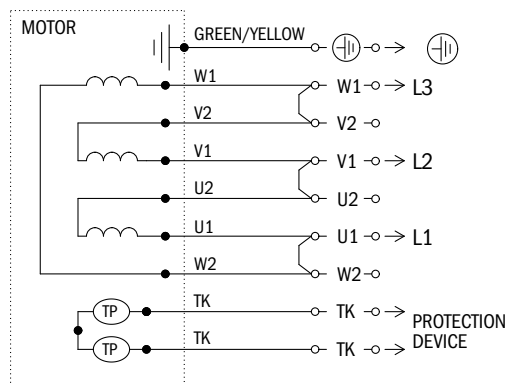 MOTOR
GREEN/YELLOW
W1 W1 L3
V2 V2
V1 V1 L2
U2 U2
U1 U1 L1
W2 W2
TP TK TK PROTECTION
TP TK TK DEVICE